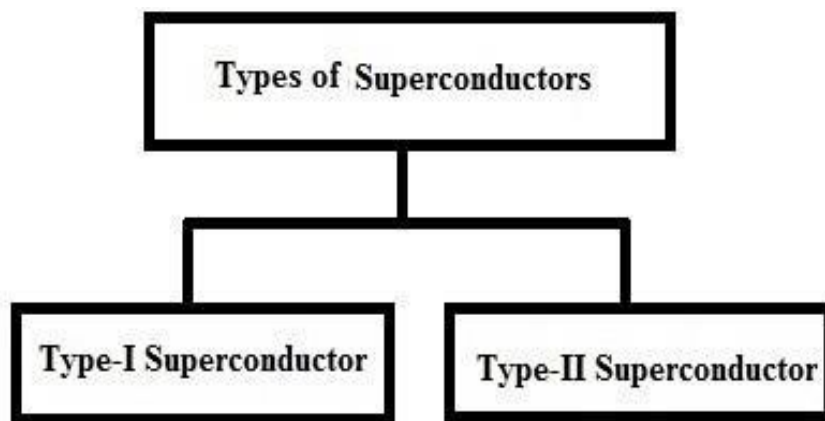 Types of Superconductors
Type-I Superconductor
Type-II Superconductor